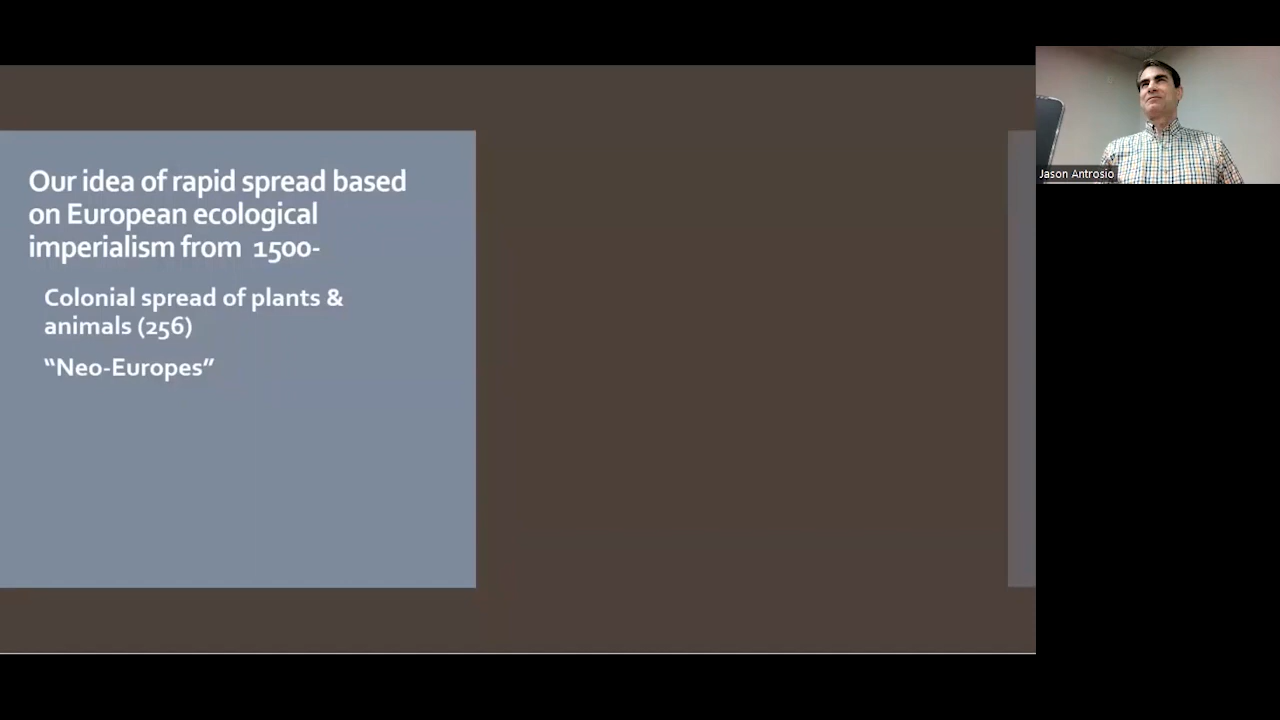 Our idea of rapid spread based
on European ecological
imperialism from 1500-
Colonial spread of plants &
animals (256)
“Neo-Europes”
Jason Antrosio